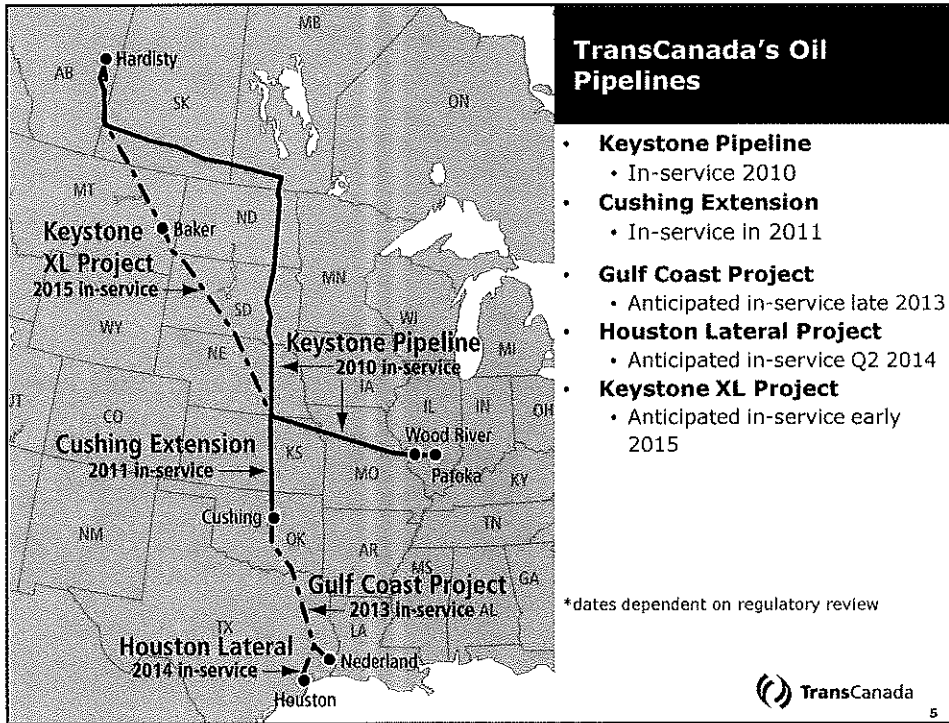 TransCanada's Oil
Pipelines
• Keystone Pipeline
• In-service 2010
• Cushing Extension
• In-service in 2011
• Gulf Coast Project
• Anticipated in-service late 2013
• Houston Lateral Project
• Anticipated in-service Q2 2014
• Keystone XL Project
• Anticipated in-service early
2015
*dates dependent on regulatory review
TransCanada
5
MB
Hardisty
AB
SK
ON
MT
ND
Baker
Keystone
XL Project
2015 in-service
MN
SD
WI
WY
MI
NE
Keystone Pipeline
2010 in-service
IA
UT
CO
IL
IN
OH
Wood River
Cushing Extension
2011 in-service
KS
MO
Patoka
KY
Cushing
OK
TN
NM
AR
MS
GA
Gulf Coast Project
2013 in-service
AL
TX
LA
Houston Lateral
2014 in-service
Nederland
Houston